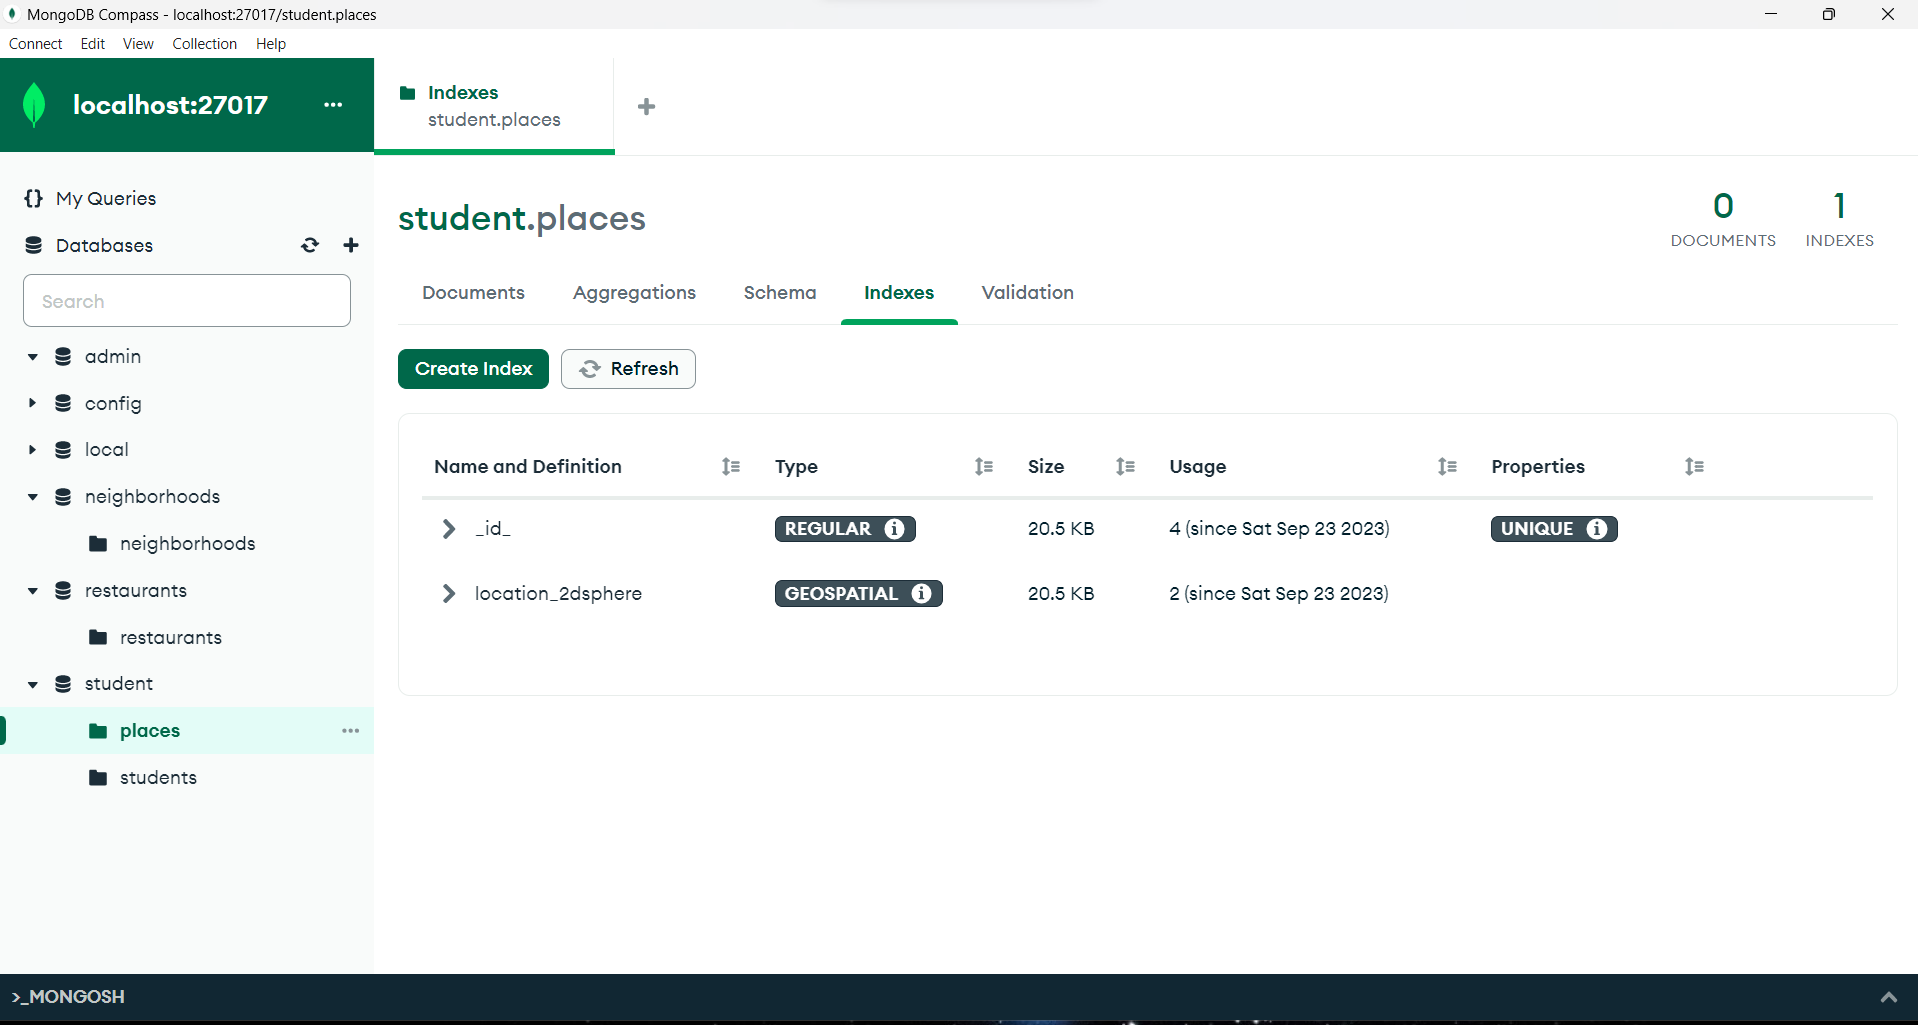 MongoDB Compass - localhost:27017/student.places
Connect Edit View Collection Help
localhost:27017 ...
Indexes
student.places
My Queries
Databases
Search
admin
config
local
neighborhoods
neighborhoods
restaurants
restaurants
student
places
students
student.places
0
DOCUMENTS
1
INDEXES
Documents Aggregations Schema Indexes Validation
Create Index Refresh
Name and Definition Type Size Usage Properties
_id_ REGULAR 20.5 KB 4 (since Sat Sep 23 2023) UNIQUE
location_2dsphere GEOSPATIAL 20.5 KB 2 (since Sat Sep 23 2023)
>_MONGOSH